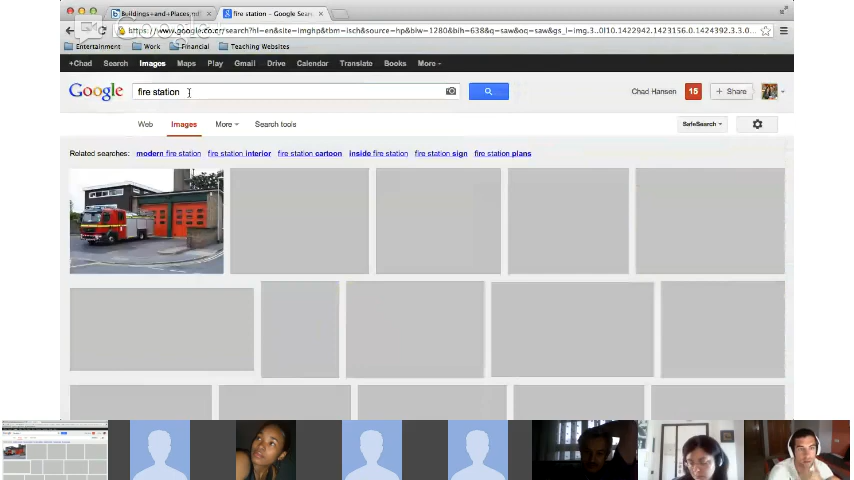 Buildings+and+Places.pdf
fire station - Google Sear
https://www.google.co.cr/search?hl=en&site=imghp&tbm=isch&source=hp&biw=1280&bih=638&q=saw&oq=saw&gs_l=img.3..0l10.1422942.1423156.0.1424392.3.3.0...
Entertainment Work Financial Teaching Websites
+Chad Search Images Maps Play Gmail Drive Calendar Translate Books More
Google fire station Chad Hansen 15 + Share
Web Images More Search tools SafeSearch
Related searches: modern fire station fire station interior fire station cartoon inside fire station fire station sign fire station plans